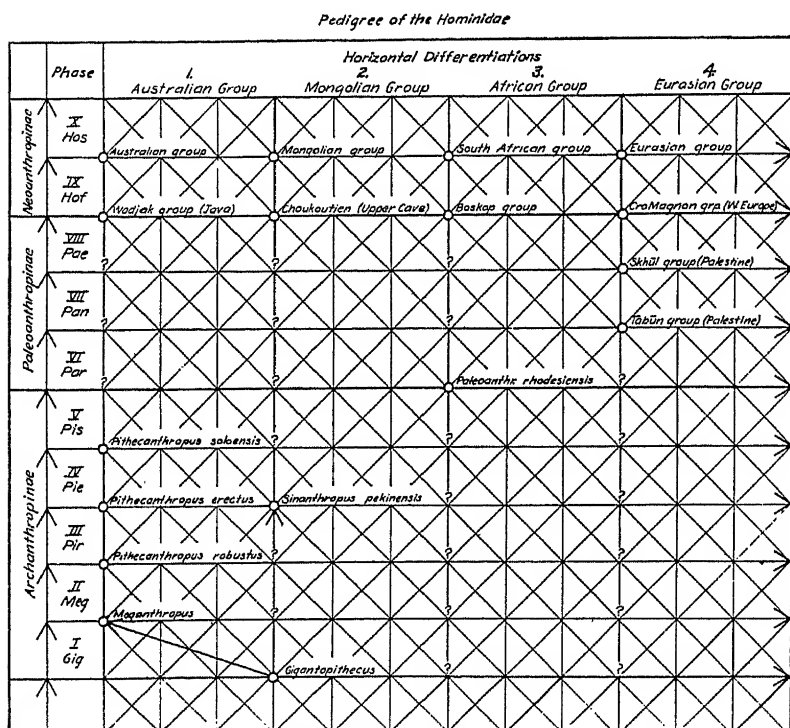 Pedigree of the Hominidae
Horizontal Differentiations
Phase
1.
Australian Group
2.
Mongolian Group
3.
African Group
4.
Eurasian Group
Neoanthropinae
X
Hos
Australian group
Mongolian group
South African group
Eurasian group
IX
Hof
Wadjak group (Java)
Choukoutien (Upper Cave)
Boskop group
CroMagnon grp.(W.Europe)
Paleoanthropinae
VIII
Pae
?
?
?
Skhūl group (Palestine)
VII
Pan
?
?
?
Tabūn group (Palestine)
VI
Par
?
?
Paleoanthr. rhodesiensis
?
Archanthropinae
V
Pis
Pithecanthropus soloensis
?
?
?
IV
Pie
Pithecanthropus erectus
Sinanthropus pekinensis
?
?
III
Pir
Pithecanthropus robustus
?
?
?
II
Meg
Meganthropus
?
?
?
I
Gig
Gigantopithecus
?
?